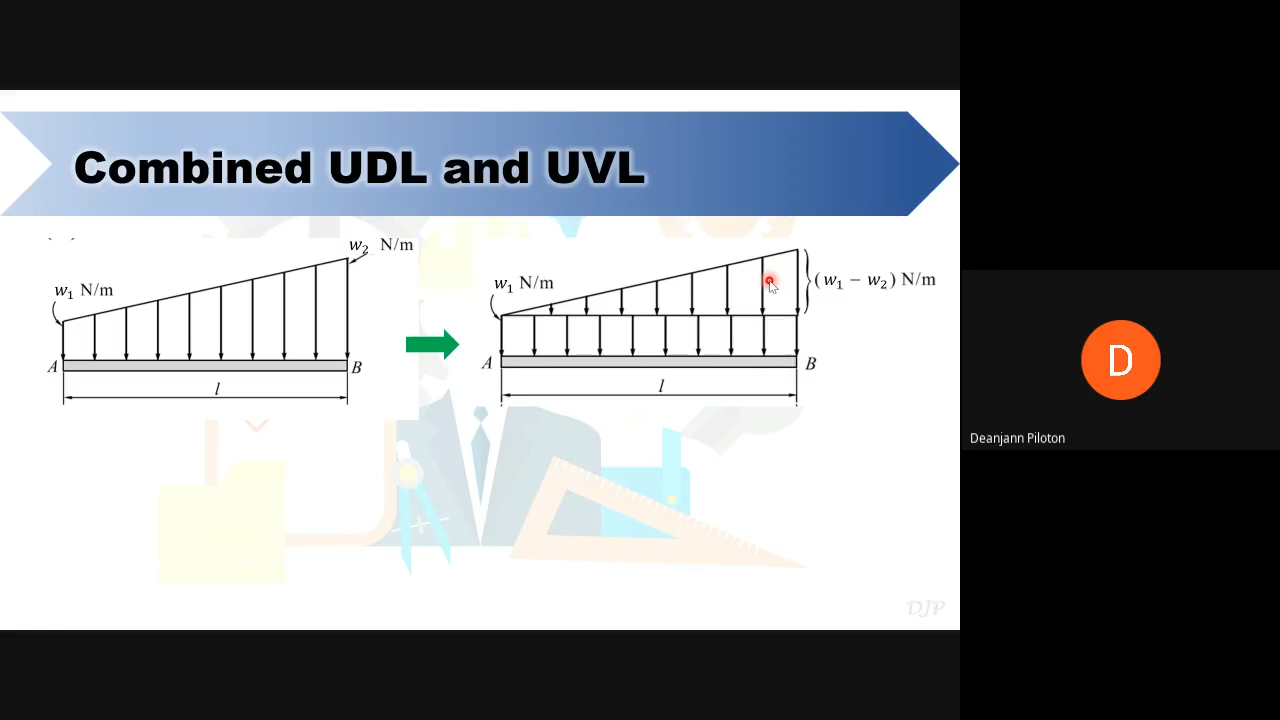 Combined UDL and UVL
w₂ N/m
w₁ N/m
A
B
l
w₁ N/m
(w₁ − w₂) N/m
A
B
l
DJP
D
Deanjann Piloton